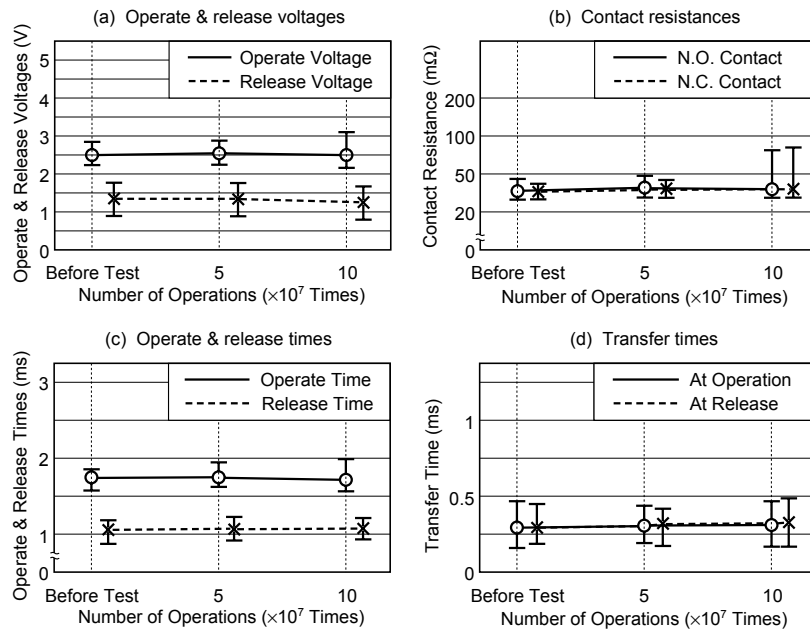 (a) Operate & release voltages
Operate & Release Voltages (V)
5
4
3
2
1
0
Operate Voltage
Release Voltage
Before Test
5
10
Number of Operations (×10⁷ Times)
(b) Contact resistances
Contact Resistance (mΩ)
200
100
50
20
0
N.O. Contact
N.C. Contact
Before Test
5
10
Number of Operations (×10⁷ Times)
(c) Operate & release times
Operate & Release Times (ms)
3
2
1
0
Operate Time
Release Time
Before Test
5
10
Number of Operations (×10⁷ Times)
(d) Transfer times
Transfer Time (ms)
1
0.5
0
At Operation
At Release
Before Test
5
10
Number of Operations (×10⁷ Times)